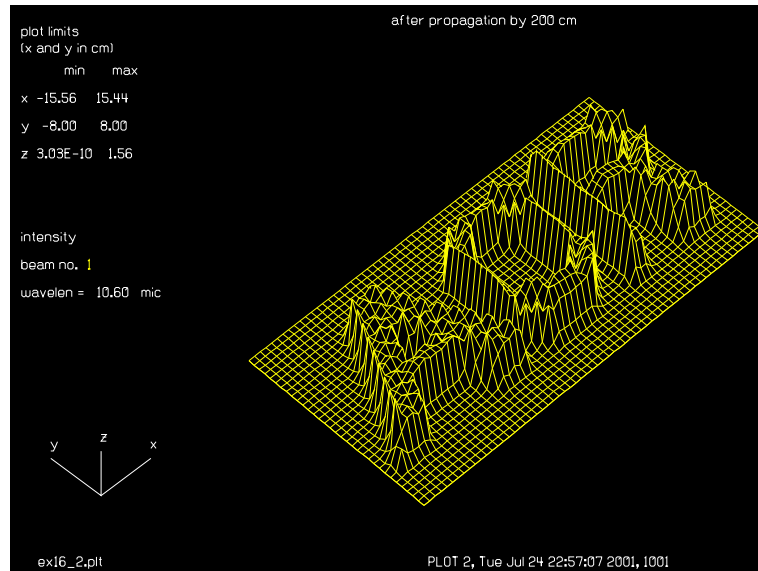 after propagation by 200 cm
plot limits
(x and y in cm)
min max
x -15.56 15.44
y -8.00 8.00
z 3.03E-10 1.56
intensity
beam no. 1
wavelen = 10.60 mic
y z x
ex16_2.plt
PLOT 2, Tue Jul 24 22:57:07 2001, 1001